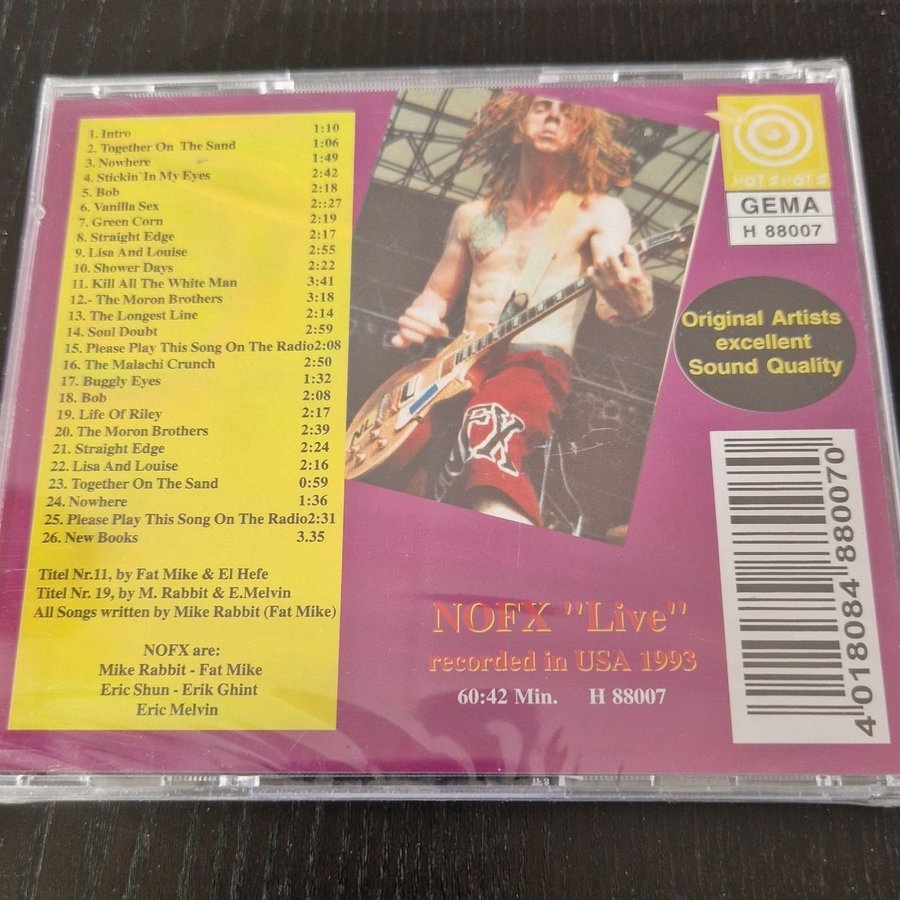 1. Intro 1:10
2. Together On The Sand 1:06
3. Nowhere 1:49
4. Stickin`In My Eyes 2:42
5. Bob 2:18
6. Vanilla Sex 2::27
7. Green Corn 2:19
8. Straight Edge 2:17
9. Lisa And Louise 2:55
10. Shower Days 2:22
11. Kill All The White Man 3:41
12.- The Moron Brothers 3:18
13. The Longest Line 2:14
14. Soul Doubt 2:59
15. Please Play This Song On The Radio2:08
16. The Malachi Crunch 2:50
17. Buggly Eyes 1:32
18. Bob 2:08
19. Life Of Riley 2:17
20. The Moron Brothers 2:39
21. Straight Edge 2:24
22. Lisa And Louise 2:16
23. Together On The Sand 0:59
24. Nowhere 1:36
25. Please Play This Song On The Radio2:31
26. New Books 3.35
Titel Nr.11, by Fat Mike & El Hefe
Titel Nr. 19, by M. Rabbit & E.Melvin
All Songs written by Mike Rabbit (Fat Mike)
NOFX are:
Mike Rabbit - Fat Mike
Eric Shun - Erik Ghint
Eric Melvin
FX
HOT SHOTS
GEMA
H 88007
Original Artists
excellent
Sound Quality
NOFX "Live"
recorded in USA 1993
60:42 Min. H 88007
4 018084 880070